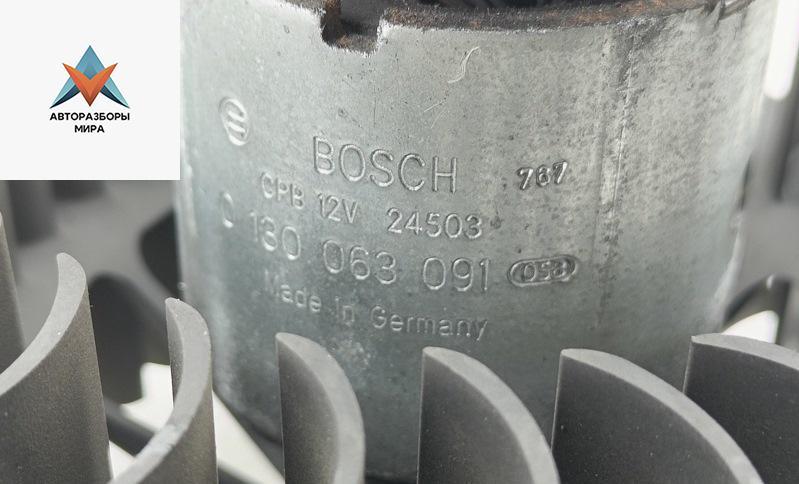 АВТОРАЗБОРЫ
МИРА
BOSCH 767
CPB 12V 24503
0 130 063 091 058
Made in Germany